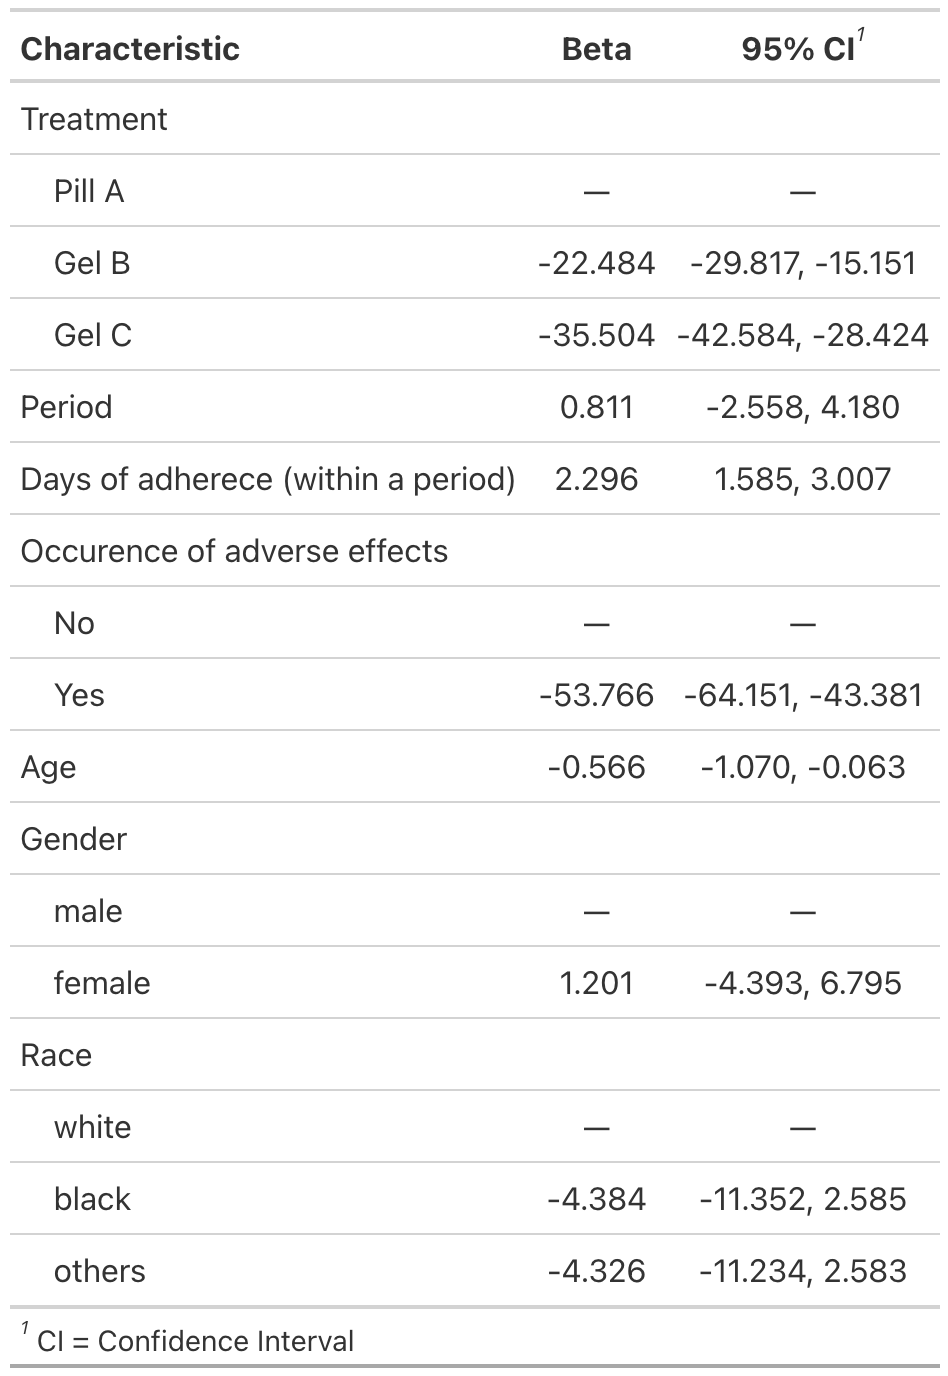 Characteristic Beta 95% CI1
Treatment
Pill A — —
Gel B -22.484 -29.817, -15.151
Gel C -35.504 -42.584, -28.424
Period 0.811 -2.558, 4.180
Days of adherece (within a period) 2.296 1.585, 3.007
Occurence of adverse effects
No — —
Yes -53.766 -64.151, -43.381
Age -0.566 -1.070, -0.063
Gender
male — —
female 1.201 -4.393, 6.795
Race
white — —
black -4.384 -11.352, 2.585
others -4.326 -11.234, 2.583
1 CI = Confidence Interval